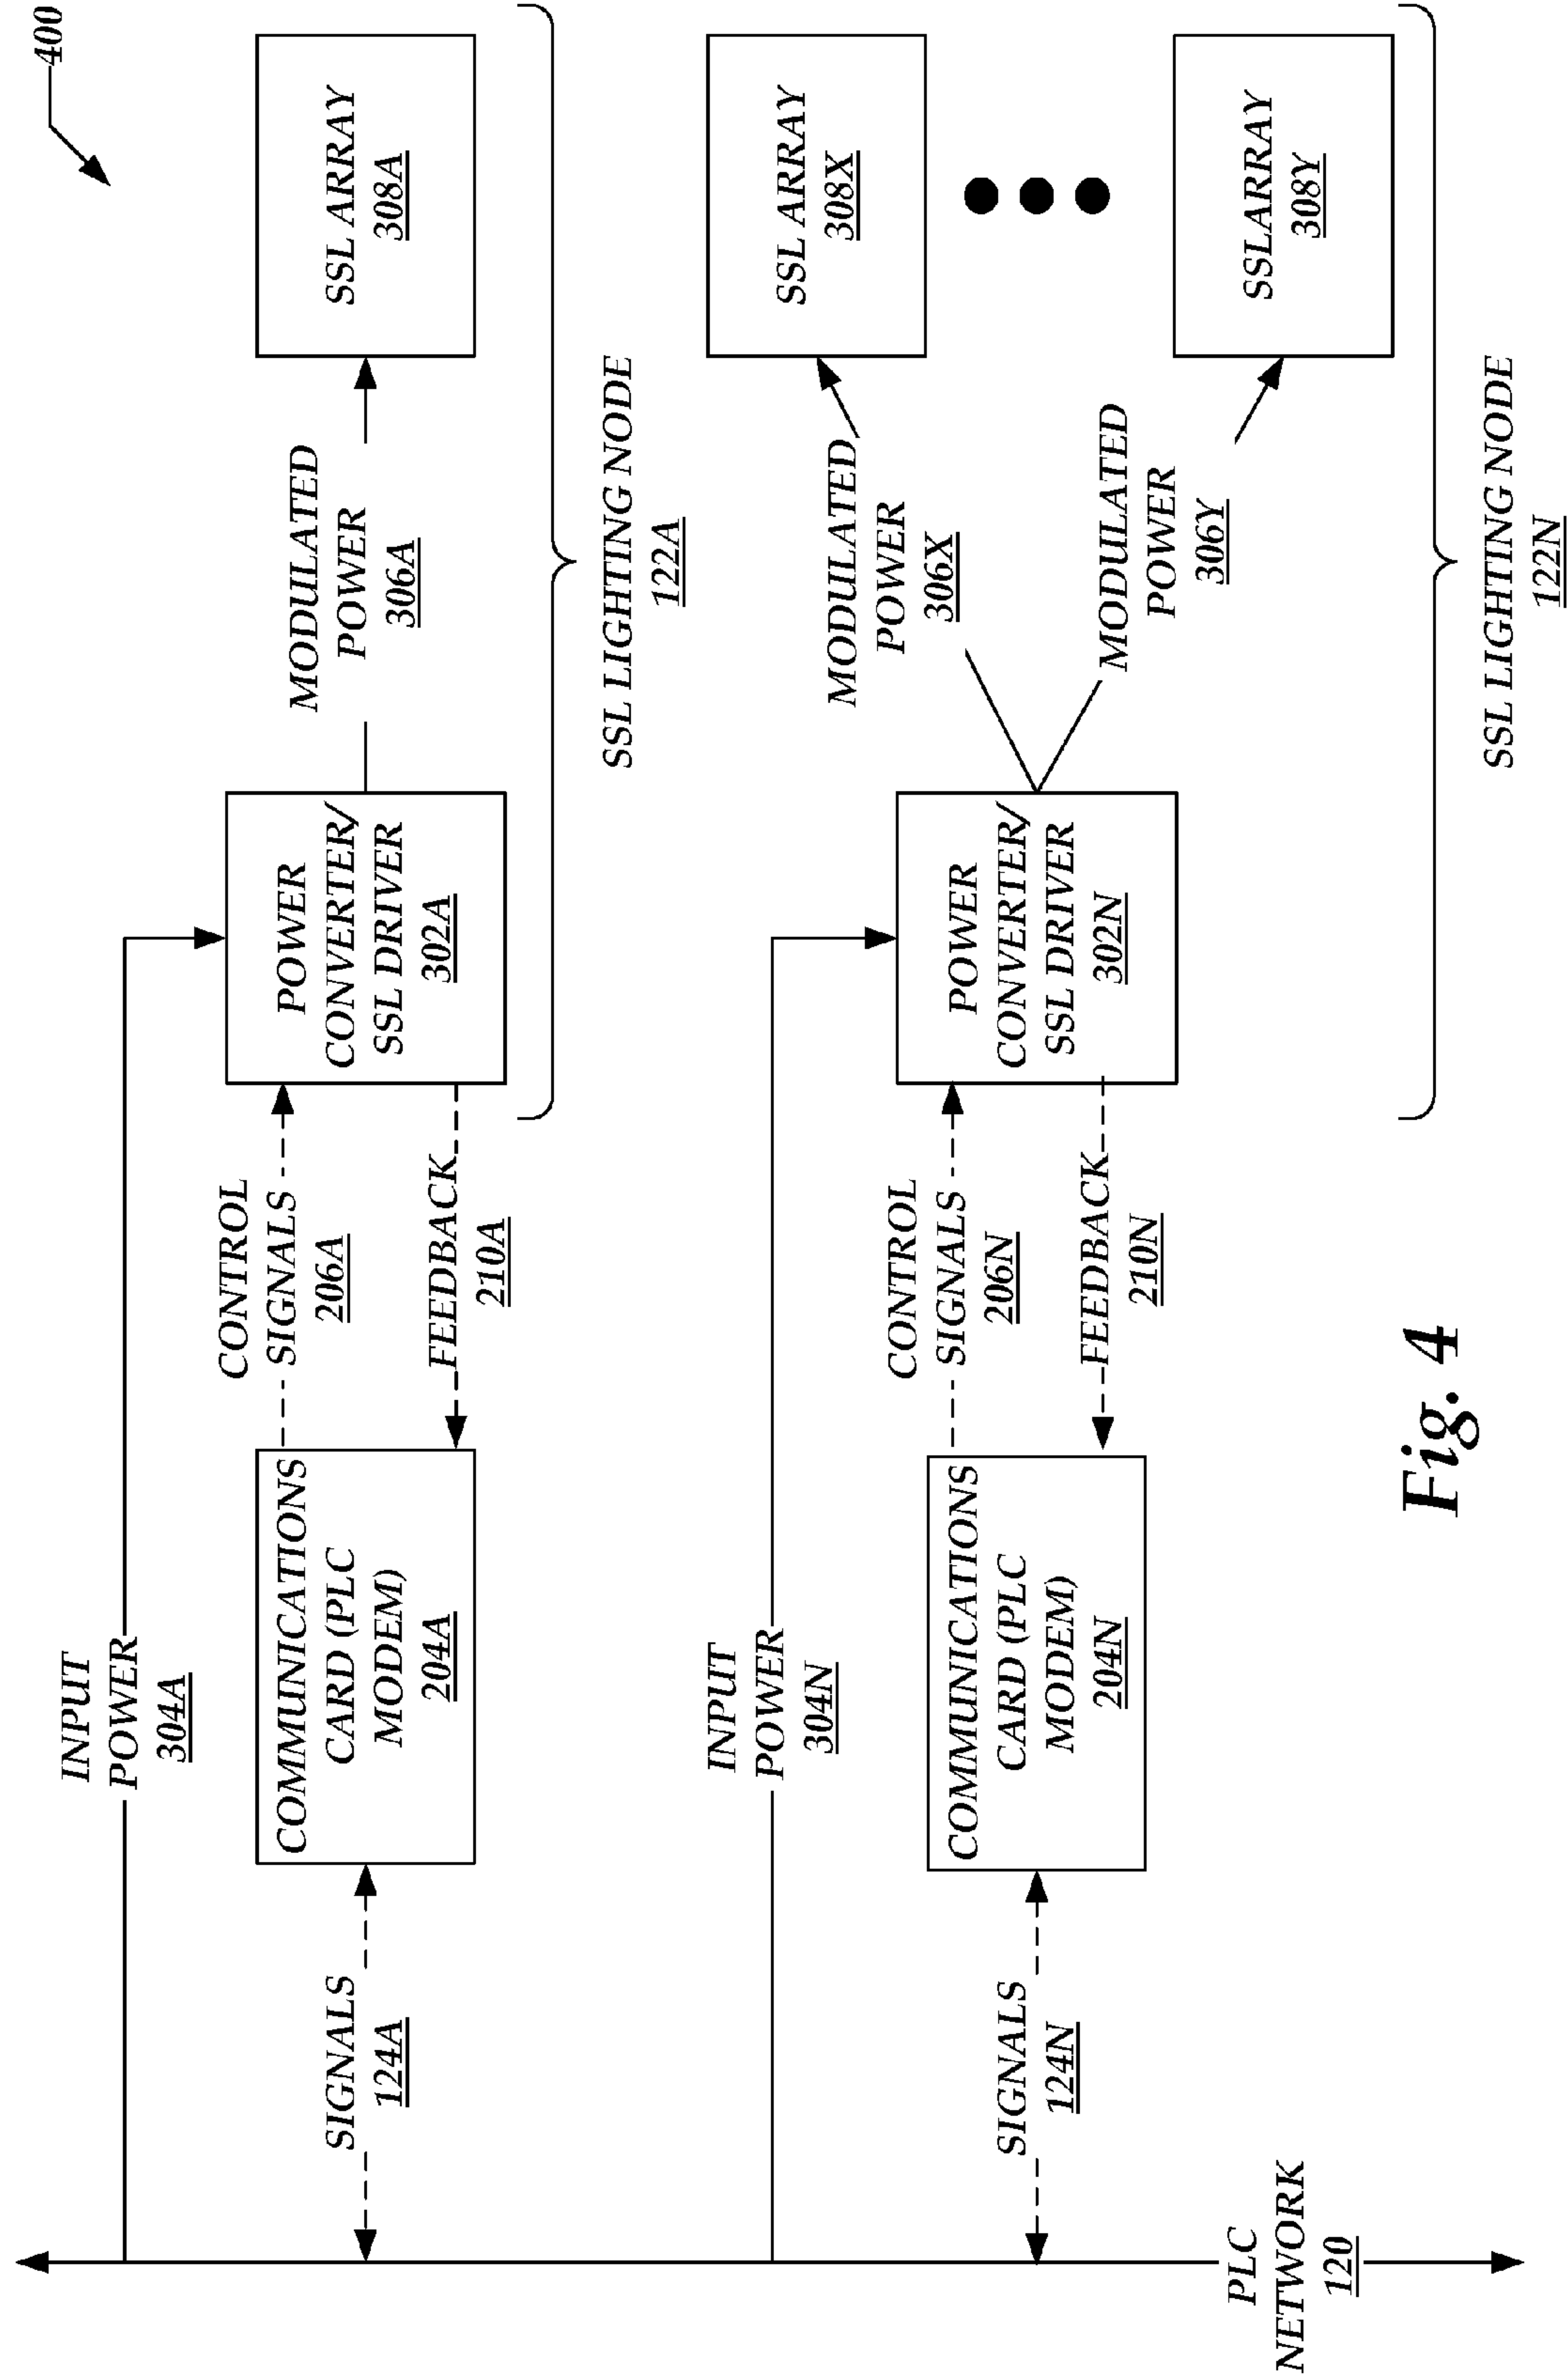 400
INPUT
POWER
304A
SIGNALS
124A
COMMUNICATIONS
CARD (PLC
MODEM)
204A
CONTROL
SIGNALS
206A
FEEDBACK
210A
POWER
CONVERTER/
SSL DRIVER
302A
MODULATED
POWER
306A
SSL ARRAY
308A
SSL LIGHTING NODE
122A
INPUT
POWER
304N
SIGNALS
124N
COMMUNICATIONS
CARD (PLC
MODEM)
204N
CONTROL
SIGNALS
206N
FEEDBACK
210N
POWER
CONVERTER/
SSL DRIVER
302N
MODULATED
POWER
306X
SSL ARRAY
308X
MODULATED
POWER
306Y
SSLARRAY
308Y
SSL LIGHTING NODE
122N
PLC
NETWORK
120
Fig. 4